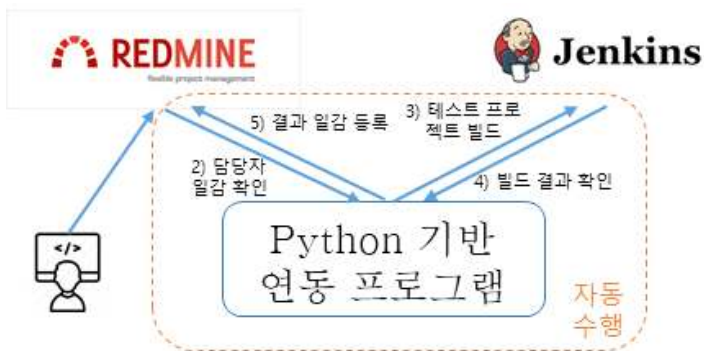 REDMINE
flexible project management
Jenkins
5) 결과 일감 등록
3) 테스트 프로
젝트 빌드
2) 담당자
일감 확인
4) 빌드 결과 확인
</>
Python 기반
연동 프로그램
자동
수행